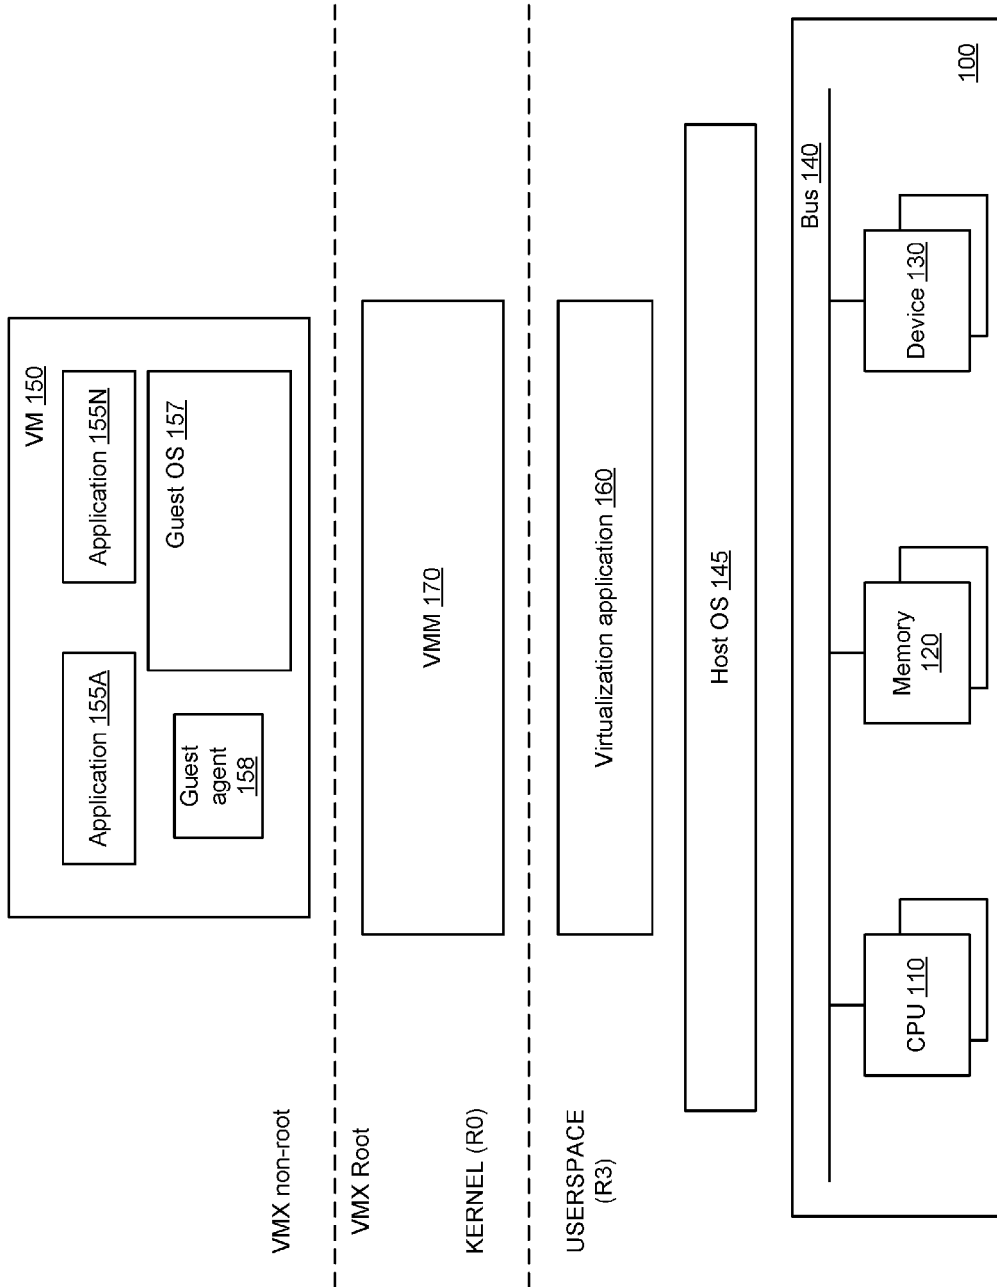 VM 150
Application 155A
Application 155N
Guest OS 157
Guest
agent
158
VMX non-root
VMX Root
VMM 170
KERNEL (R0)
USERSPACE
(R3)
Virtualization application 160
Host OS 145
Bus 140
100
CPU 110
Memory
120
Device 130